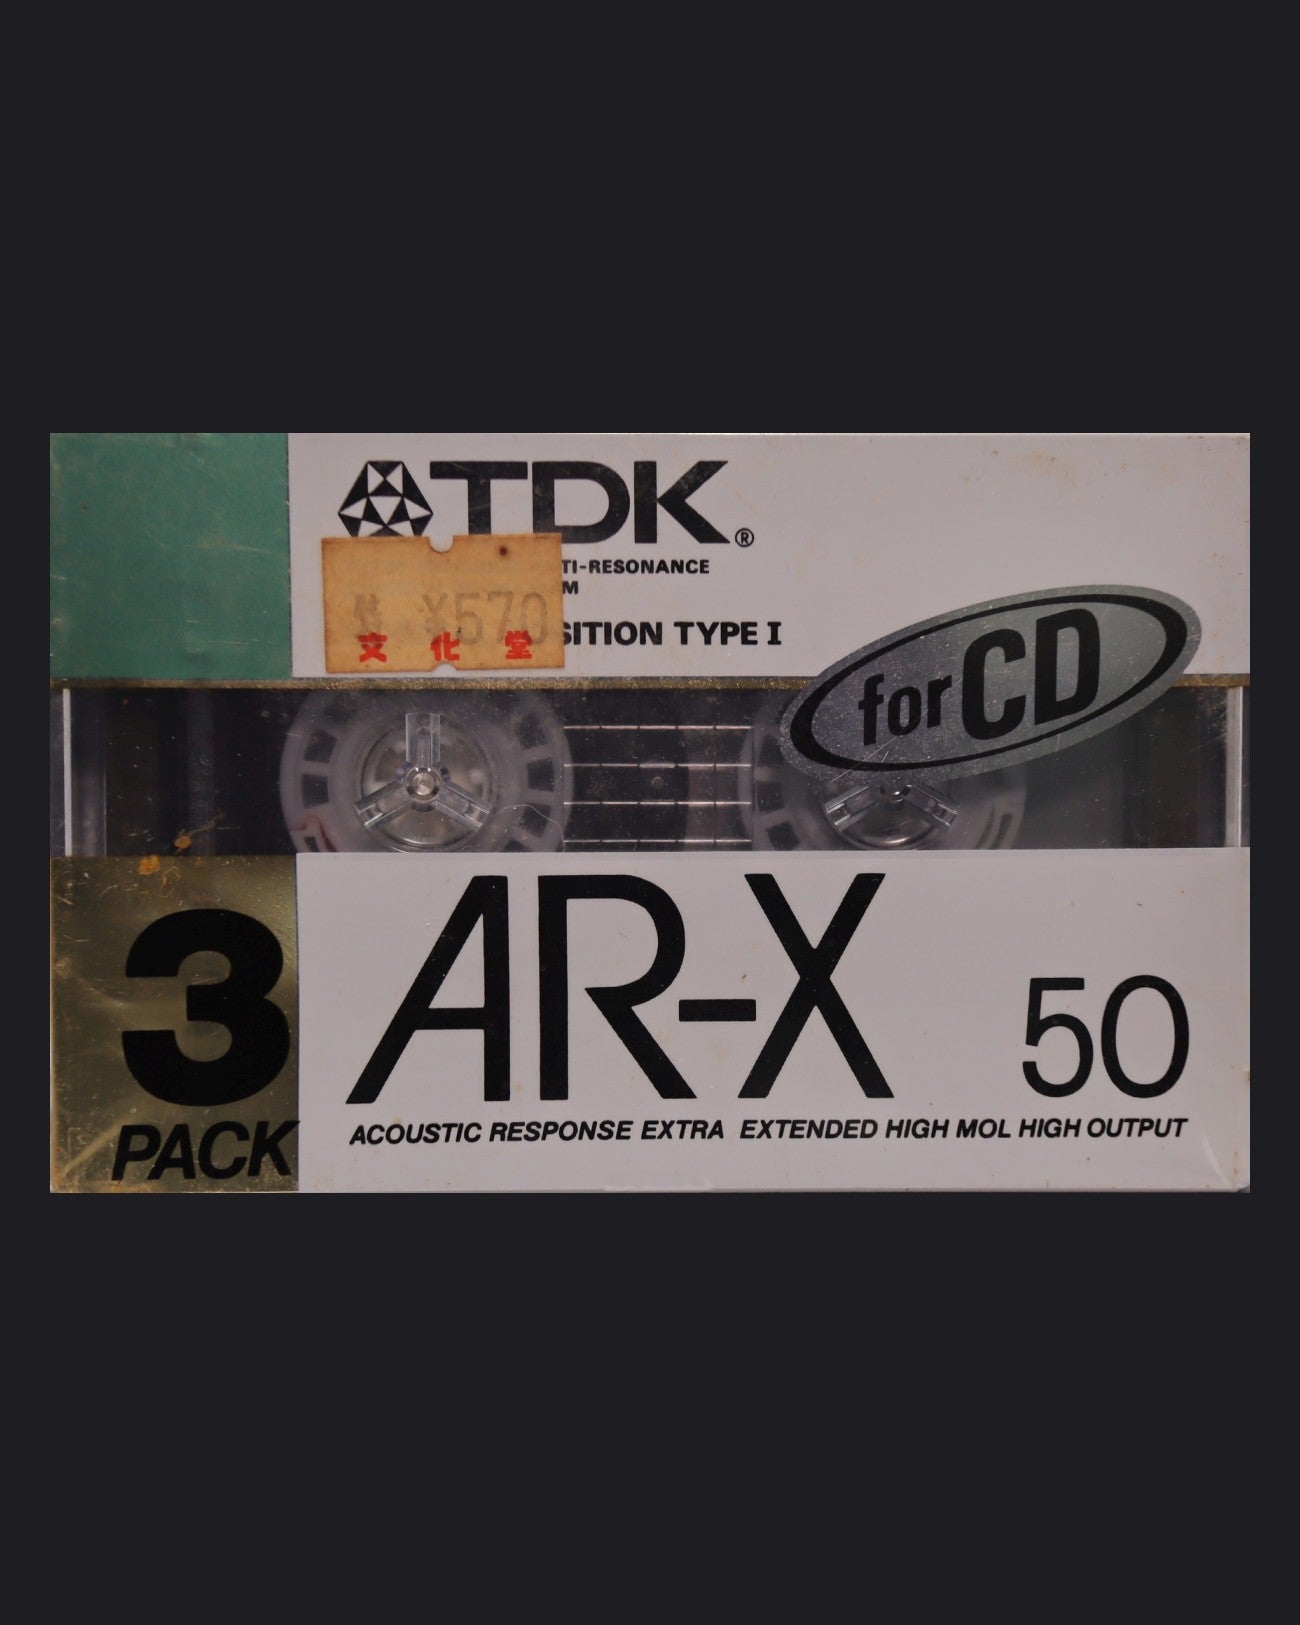 TDK®
TI-RESONANCE
M
¥570
SITION TYPE I
文化堂
for CD
3
PACK
AR-X
50
ACOUSTIC RESPONSE EXTRA EXTENDED HIGH MOL HIGH OUTPUT